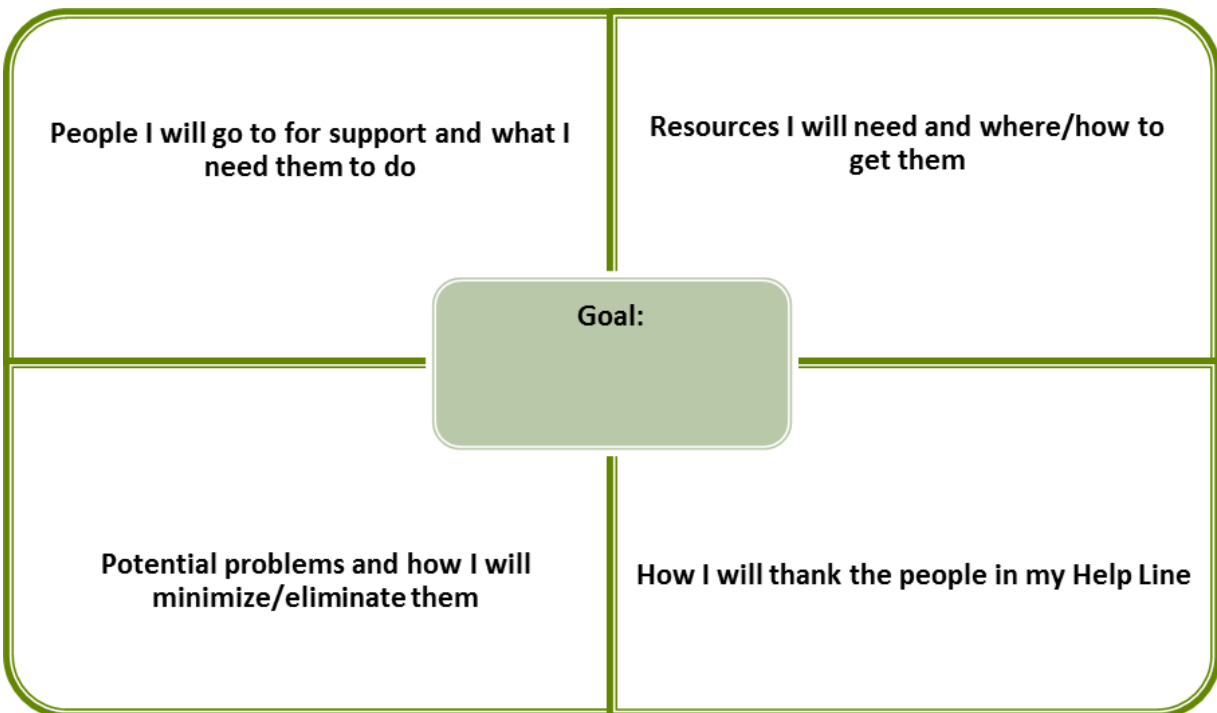 People I will go to for support and what I
need them to do
Resources I will need and where/how to
get them
Goal:
Potential problems and how I will
minimize/eliminate them
How I will thank the people in my Help Line